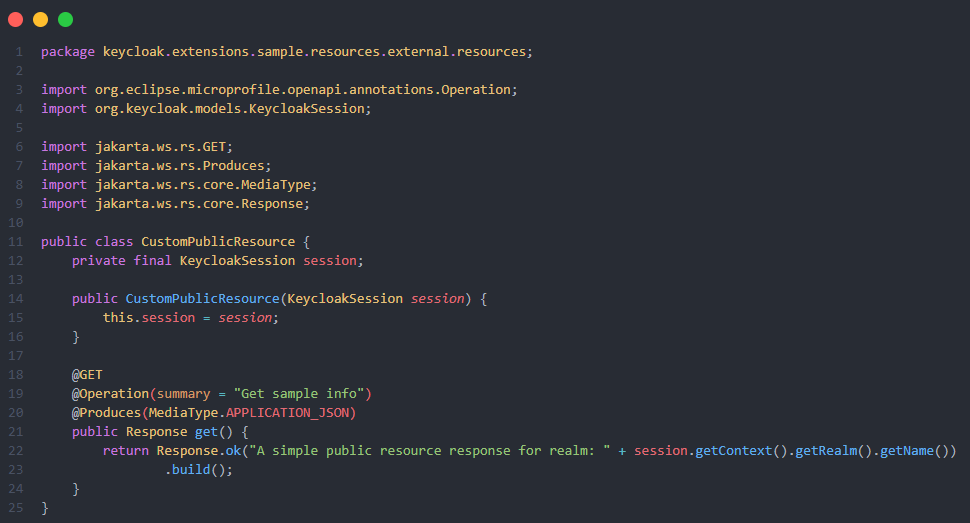 1 package keycloak.extensions.sample.resources.external.resources;
2
3 import org.eclipse.microprofile.openapi.annotations.Operation;
4 import org.keycloak.models.KeycloakSession;
5
6 import jakarta.ws.rs.GET;
7 import jakarta.ws.rs.Produces;
8 import jakarta.ws.rs.core.MediaType;
9 import jakarta.ws.rs.core.Response;
10
11 public class CustomPublicResource {
12     private final KeycloakSession session;
13
14     public CustomPublicResource(KeycloakSession session) {
15         this.session = session;
16     }
17
18     @GET
19     @Operation(summary = "Get sample info")
20     @Produces(MediaType.APPLICATION_JSON)
21     public Response get() {
22         return Response.ok("A simple public resource response for realm: " + session.getContext().getRealm().getName())
23                 .build();
24     }
25 }